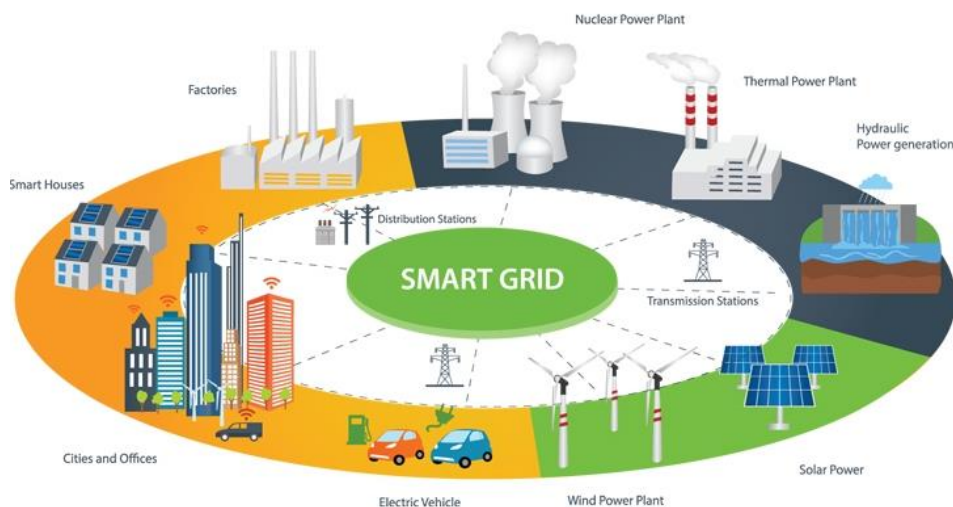 Nuclear Power Plant
Factories
Thermal Power Plant
Hydraulic
Power generation
Smart Houses
Distribution Stations
SMART GRID
Transmission Stations
Cities and Offices
Solar Power
Electric Vehicle
Wind Power Plant